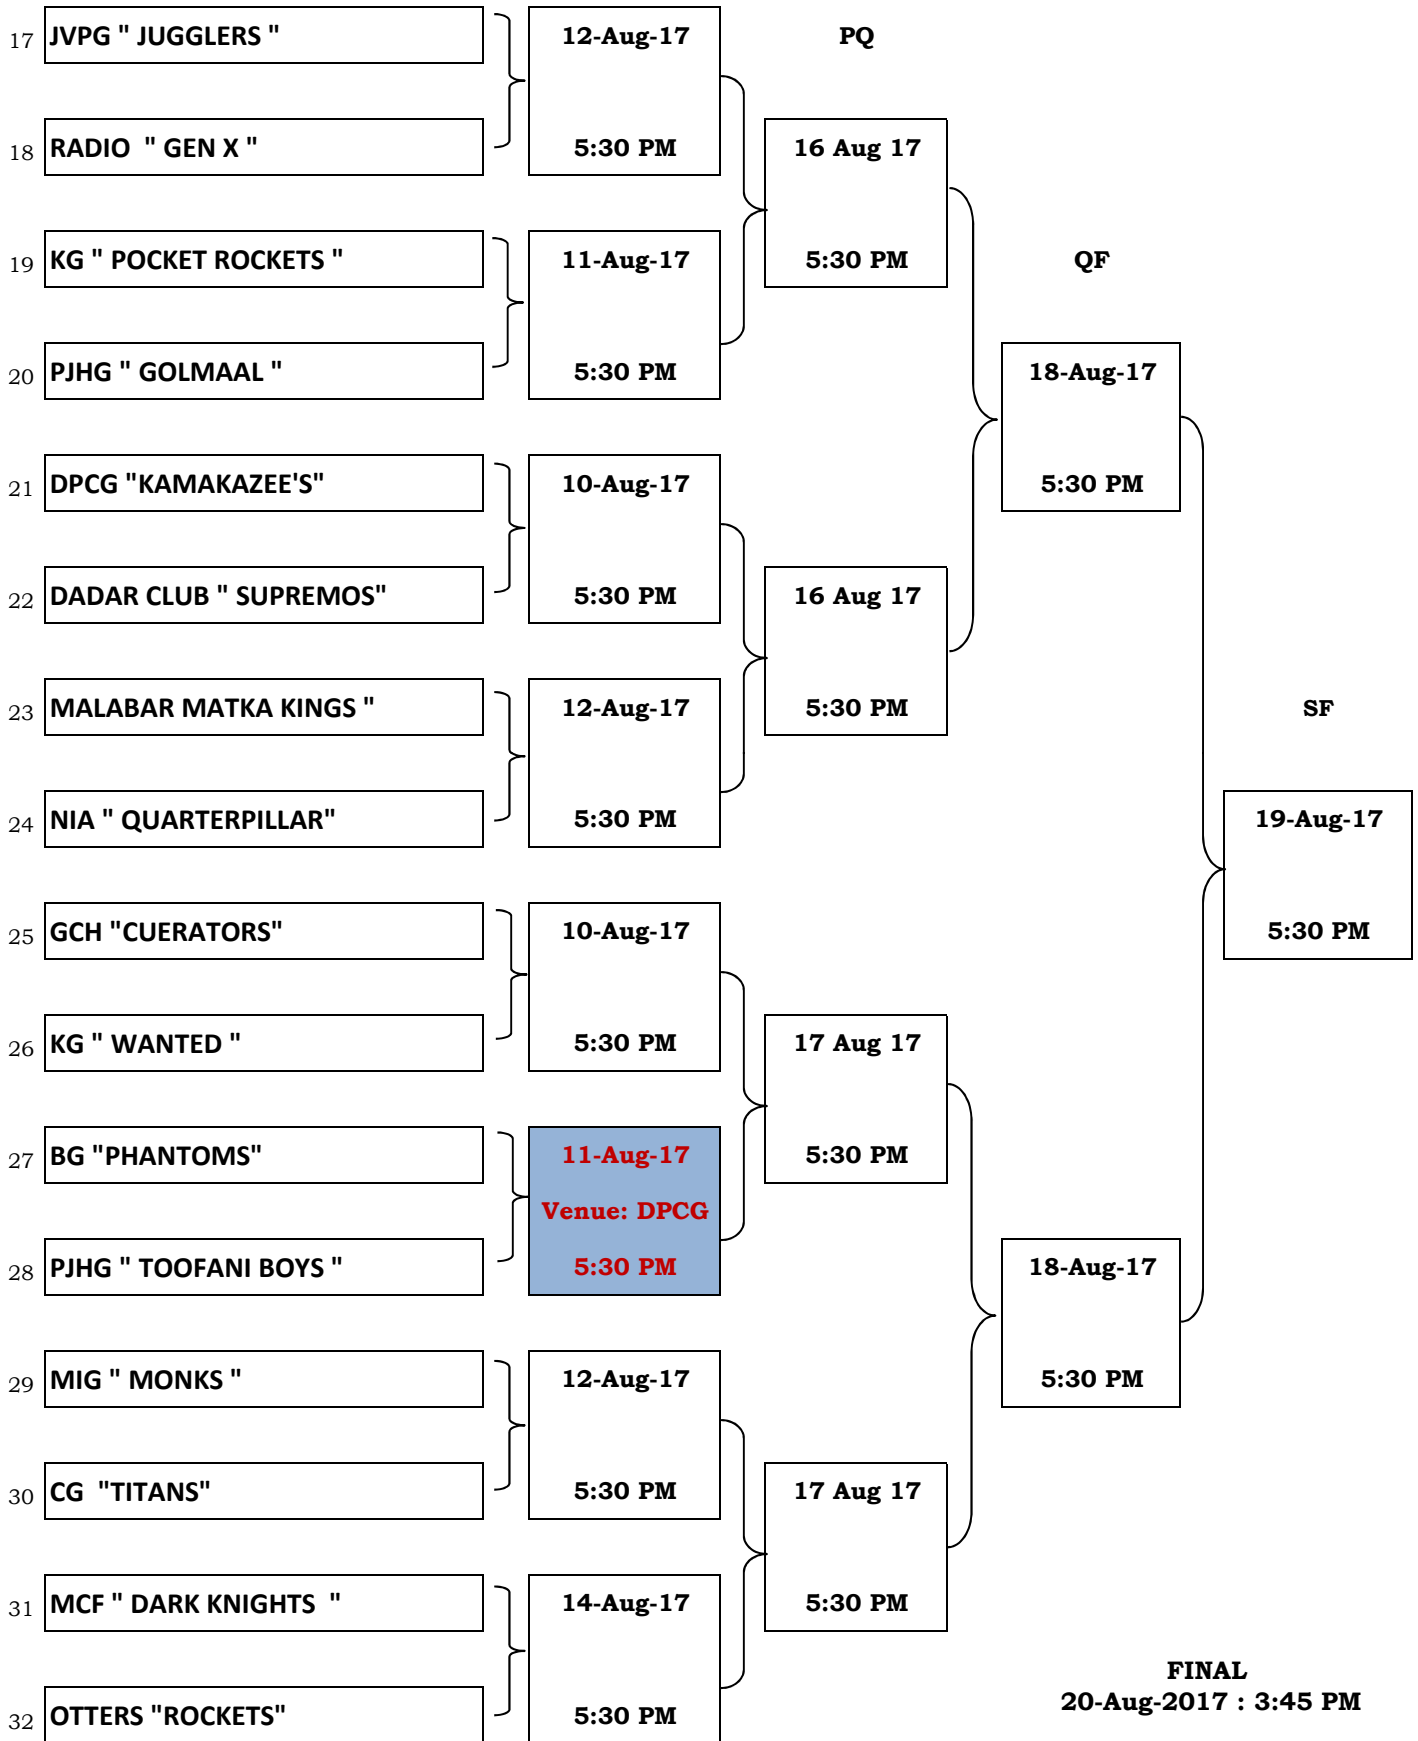 17 JVPG " JUGGLERS "
12-Aug-17
PQ
18 RADIO  " GEN X "
5:30 PM
16 Aug 17
19 KG " POCKET ROCKETS "
11-Aug-17
5:30 PM
QF
20 PJHG " GOLMAAL "
5:30 PM
18-Aug-17
21 DPCG "KAMAKAZEE'S"
10-Aug-17
5:30 PM
22 DADAR CLUB " SUPREMOS"
5:30 PM
16 Aug 17
23 MALABAR MATKA KINGS "
12-Aug-17
5:30 PM
SF
24 NIA " QUARTERPILLAR"
5:30 PM
19-Aug-17
25 GCH "CUERATORS"
10-Aug-17
5:30 PM
26 KG " WANTED "
5:30 PM
17 Aug 17
27 BG "PHANTOMS"
11-Aug-17
5:30 PM
Venue: DPCG
28 PJHG " TOOFANI BOYS "
5:30 PM
18-Aug-17
29 MIG " MONKS "
12-Aug-17
5:30 PM
30 CG  "TITANS"
5:30 PM
17 Aug 17
31 MCF " DARK KNIGHTS  "
14-Aug-17
5:30 PM
FINAL
20-Aug-2017 : 3:45 PM
32 OTTERS "ROCKETS"
5:30 PM